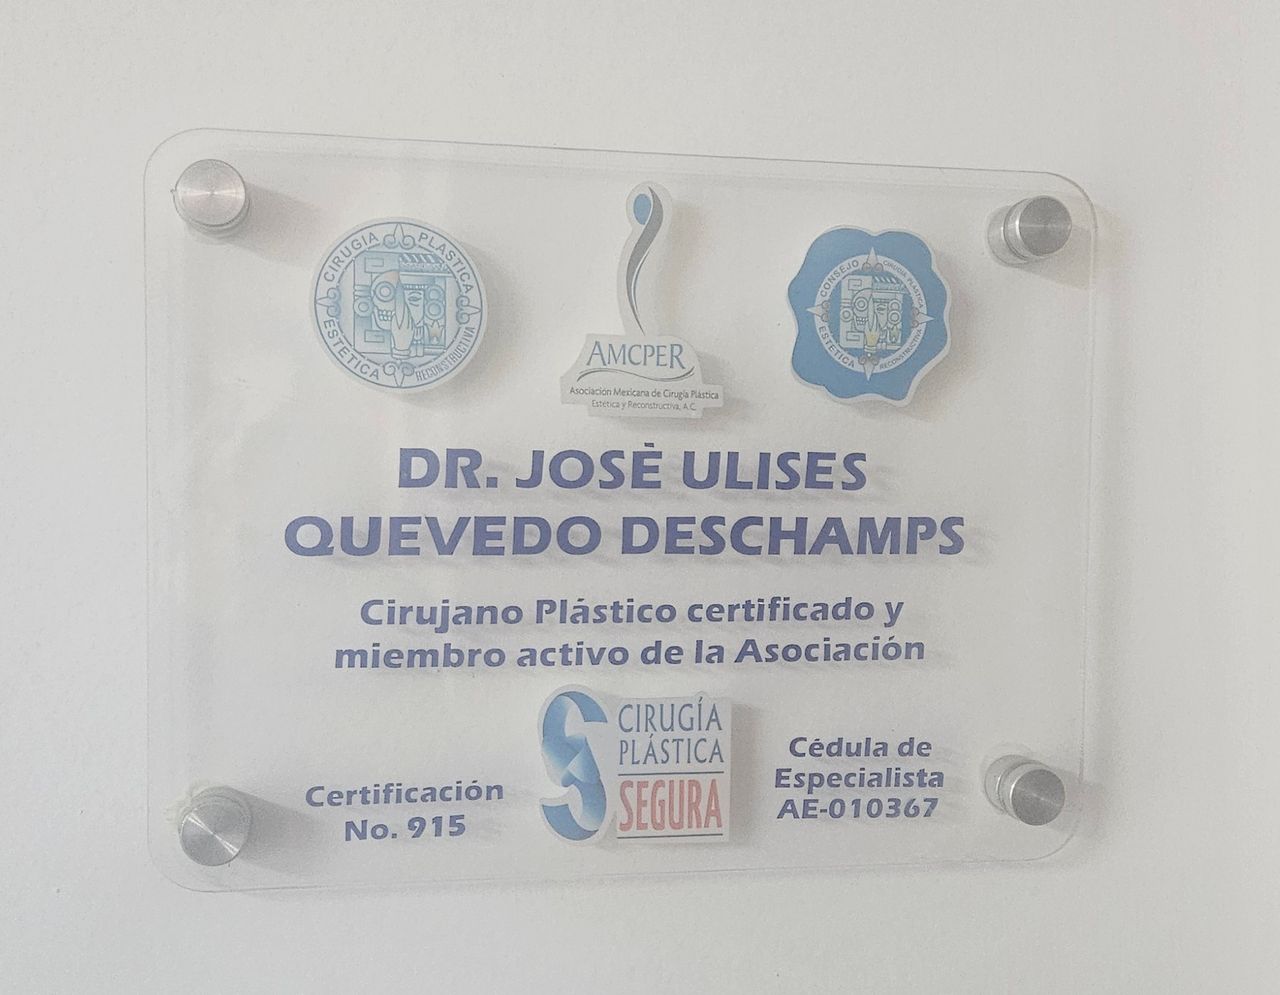 CIRUGIA PLASTICA
ESTETICA RECONSTRUCTIVA
AMCPER
Asociación Mexicana de Cirugía Plástica
Estética y Reconstructiva, A.C.
CONSEJO CIRUGIA PLASTICA
ESTETICA RECONSTRUCTIVA
DR. JOSÉ ULISES
QUEVEDO DESCHAMPS
Cirujano Plástico certificado y
miembro activo de la Asociación
Certificación
No. 915
S CIRUGÍA
PLÁSTICA
SEGURA
Cédula de
Especialista
AE-010367